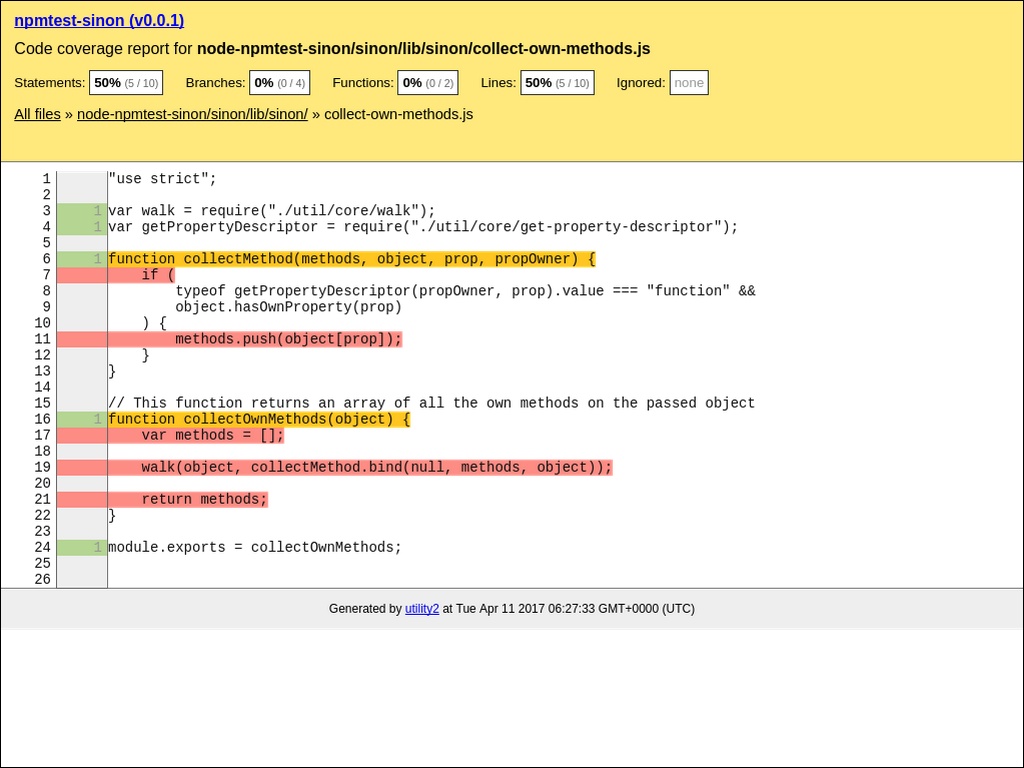 npmtest-sinon (v0.0.1)
Code coverage report for node-npmtest-sinon/sinon/lib/sinon/collect-own-methods.js
Statements: 50% (5 / 10) Branches: 0% (0 / 4) Functions: 0% (0 / 2) Lines: 50% (5 / 10) Ignored: none
All files » node-npmtest-sinon/sinon/lib/sinon/ » collect-own-methods.js
1 "use strict";
2
3 1 var walk = require("./util/core/walk");
4 1 var getPropertyDescriptor = require("./util/core/get-property-descriptor");
5
6 1 function collectMethod(methods, object, prop, propOwner) {
7     if (
8         typeof getPropertyDescriptor(propOwner, prop).value === "function" &&
9         object.hasOwnProperty(prop)
10     ) {
11         methods.push(object[prop]);
12     }
13 }
14
15 // This function returns an array of all the own methods on the passed object
16 1 function collectOwnMethods(object) {
17     var methods = [];
18
19     walk(object, collectMethod.bind(null, methods, object));
20
21     return methods;
22 }
23
24 1 module.exports = collectOwnMethods;
25
26
Generated by utility2 at Tue Apr 11 2017 06:27:33 GMT+0000 (UTC)